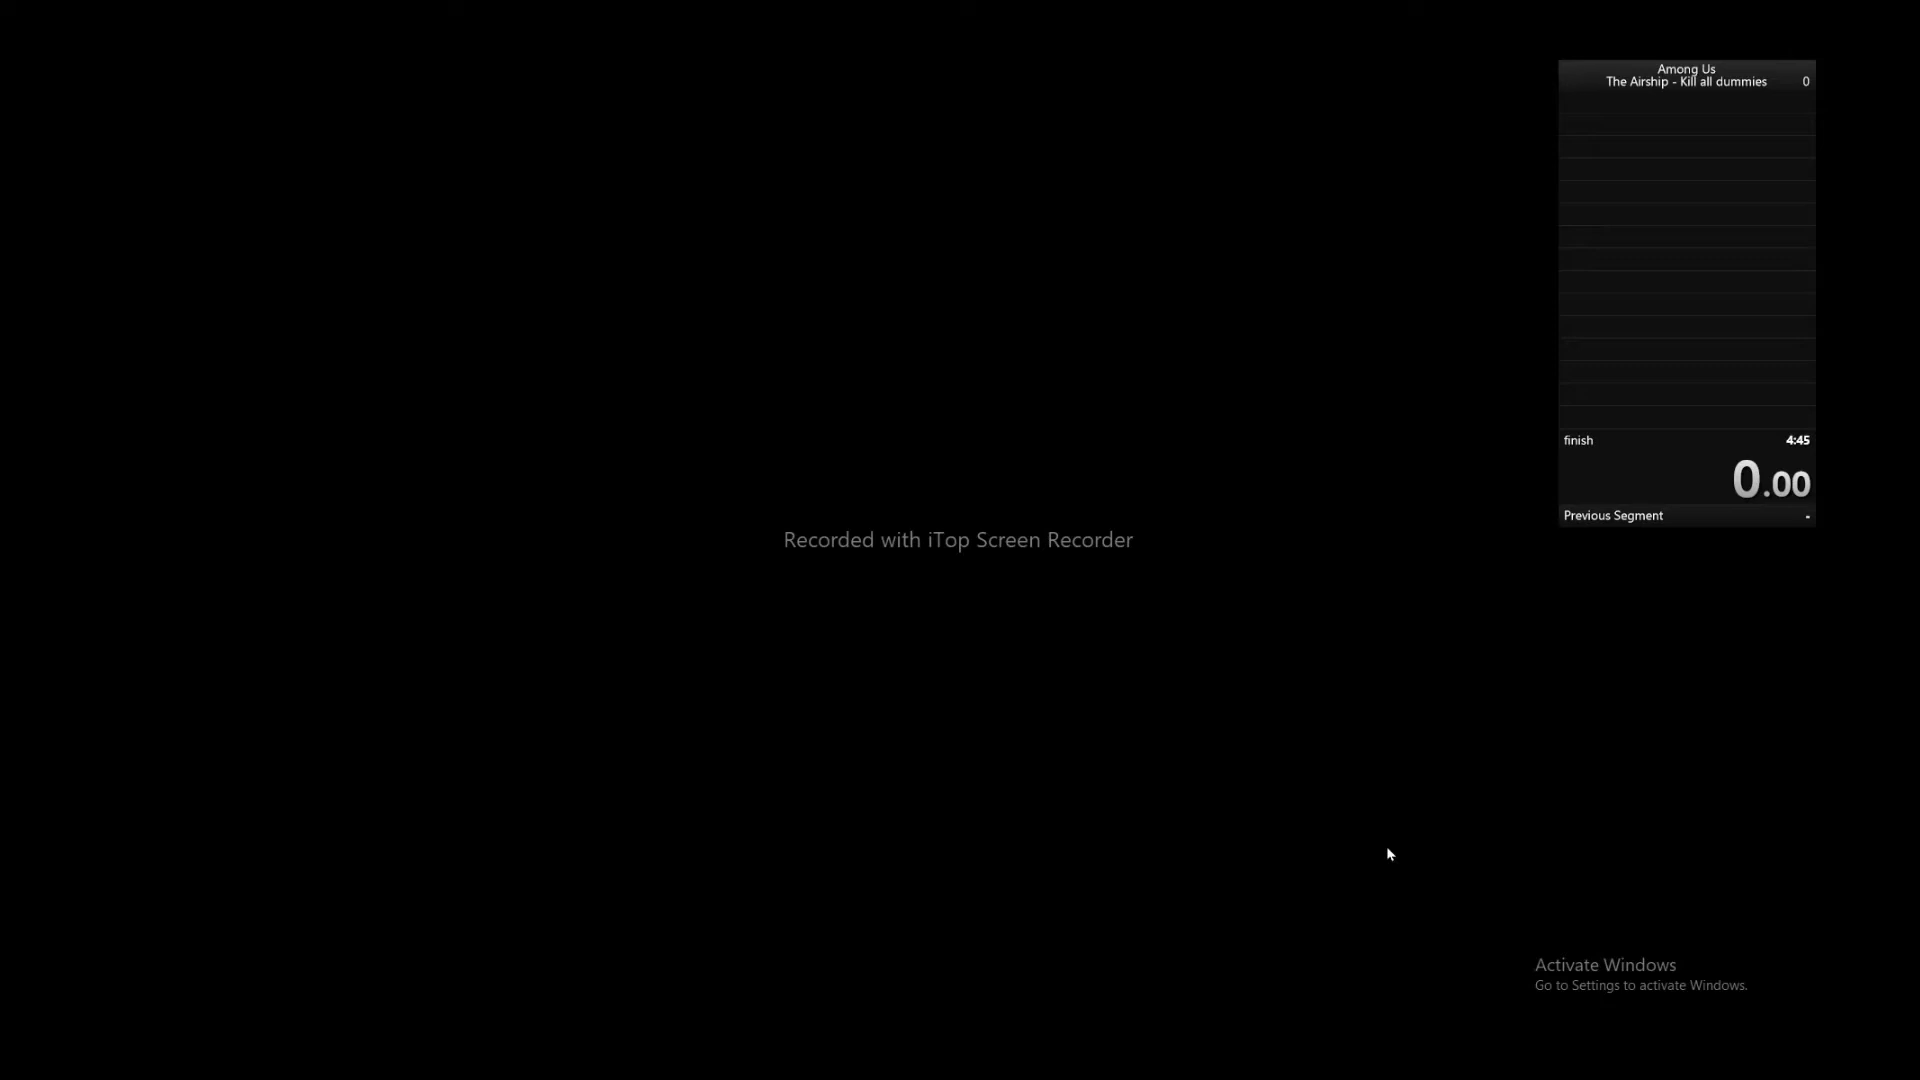 Among Us
The Airship - Kill all dummies 0
finish 4:45
0.00
Previous Segment -
Recorded with iTop Screen Recorder
Activate Windows
Go to Settings to activate Windows.